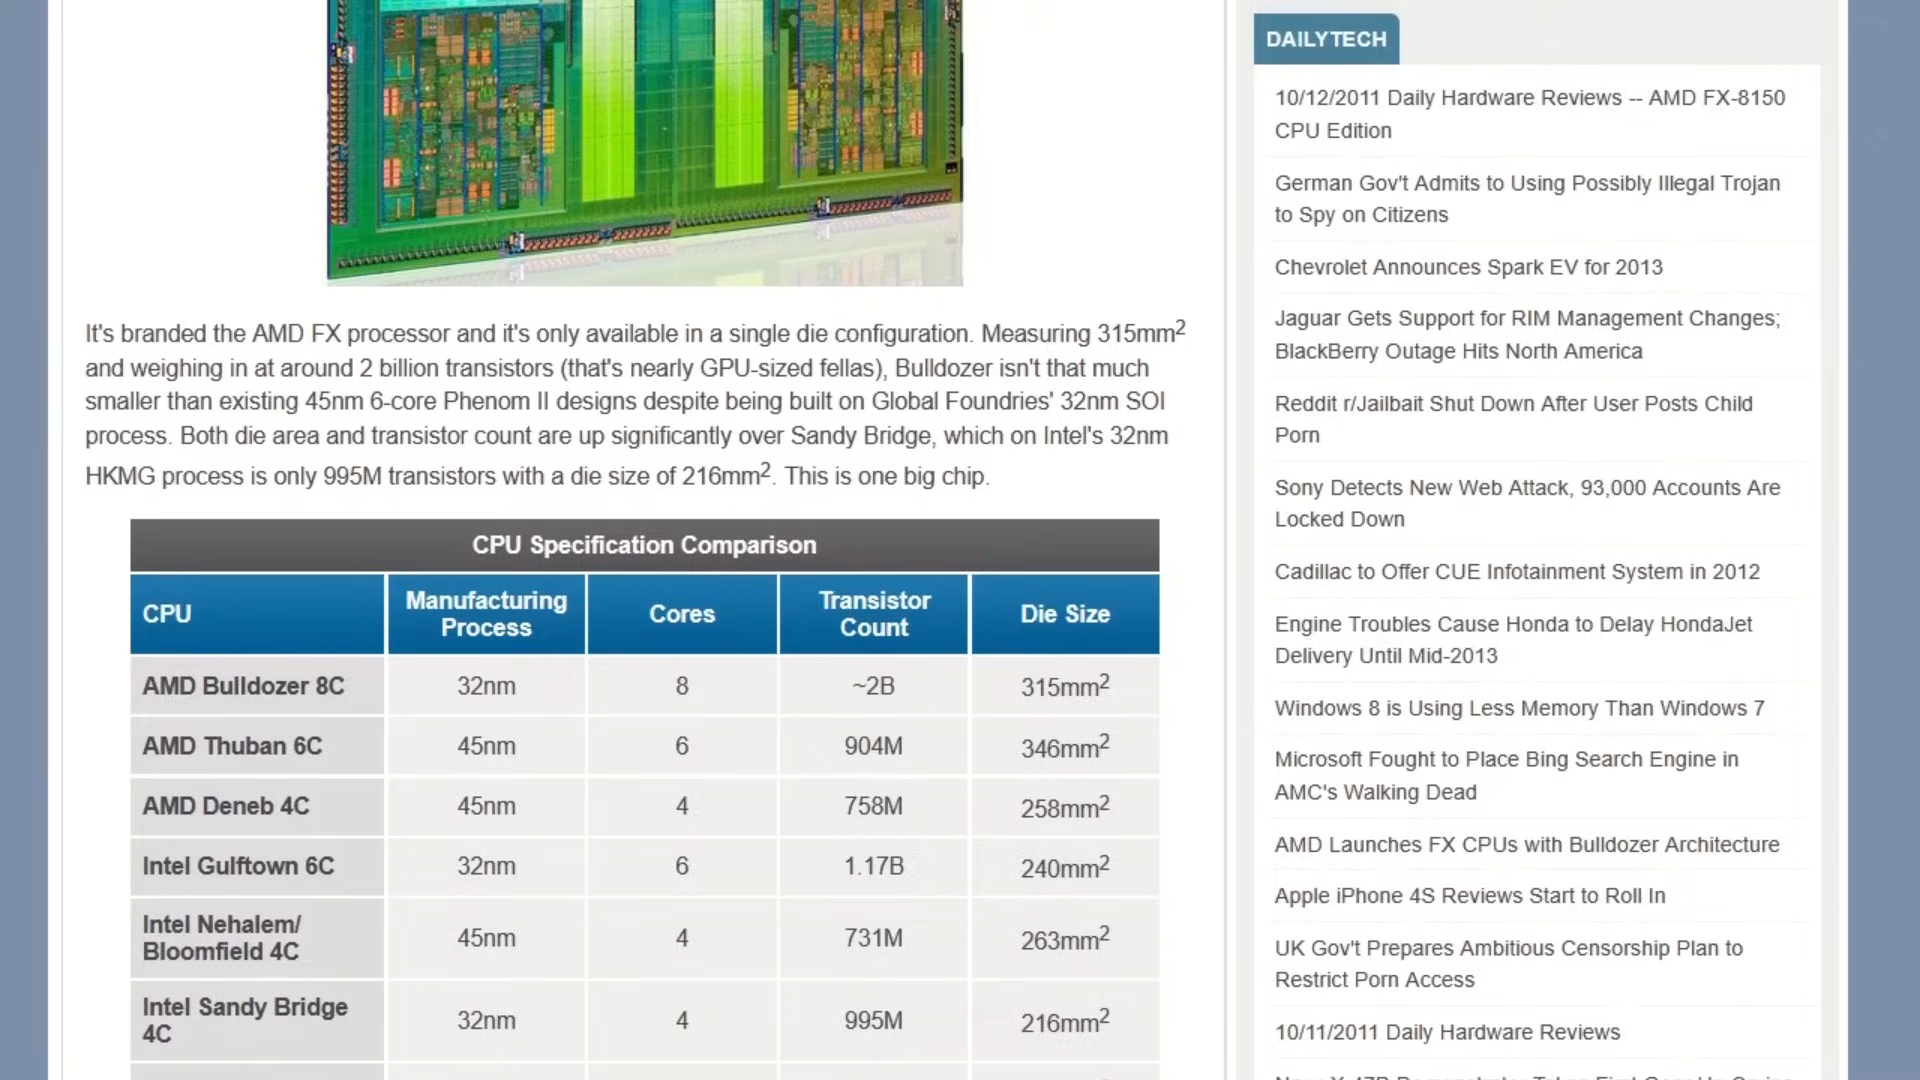 It's branded the AMD FX processor and it's only available in a single die configuration. Measuring 315mm²
and weighing in at around 2 billion transistors (that's nearly GPU-sized fellas), Bulldozer isn't that much
smaller than existing 45nm 6-core Phenom II designs despite being built on Global Foundries' 32nm SOI
process. Both die area and transistor count are up significantly over Sandy Bridge, which on Intel's 32nm
HKMG process is only 995M transistors with a die size of 216mm². This is one big chip.
CPU Specification Comparison
CPU Manufacturing Process Cores Transistor Count Die Size
AMD Bulldozer 8C 32nm 8 ~2B 315mm²
AMD Thuban 6C 45nm 6 904M 346mm²
AMD Deneb 4C 45nm 4 758M 258mm²
Intel Gulftown 6C 32nm 6 1.17B 240mm²
Intel Nehalem/
Bloomfield 4C 45nm 4 731M 263mm²
Intel Sandy Bridge
4C 32nm 4 995M 216mm²
DAILYTECH
10/12/2011 Daily Hardware Reviews -- AMD FX-8150
CPU Edition
German Gov't Admits to Using Possibly Illegal Trojan
to Spy on Citizens
Chevrolet Announces Spark EV for 2013
Jaguar Gets Support for RIM Management Changes;
BlackBerry Outage Hits North America
Reddit r/Jailbait Shut Down After User Posts Child
Porn
Sony Detects New Web Attack, 93,000 Accounts Are
Locked Down
Cadillac to Offer CUE Infotainment System in 2012
Engine Troubles Cause Honda to Delay HondaJet
Delivery Until Mid-2013
Windows 8 is Using Less Memory Than Windows 7
Microsoft Fought to Place Bing Search Engine in
AMC's Walking Dead
AMD Launches FX CPUs with Bulldozer Architecture
Apple iPhone 4S Reviews Start to Roll In
UK Gov't Prepares Ambitious Censorship Plan to
Restrict Porn Access
10/11/2011 Daily Hardware Reviews